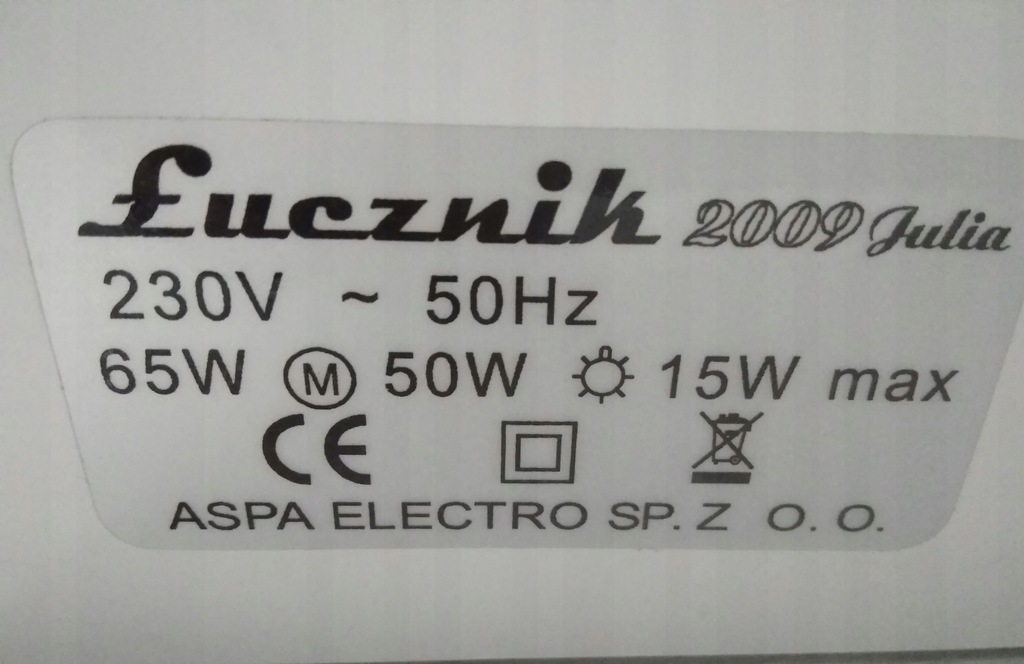 Łucznik 2009 Julia
230V ~ 50Hz
65W M 50W 15W max
CE
ASPA ELECTRO SP. Z O. O.